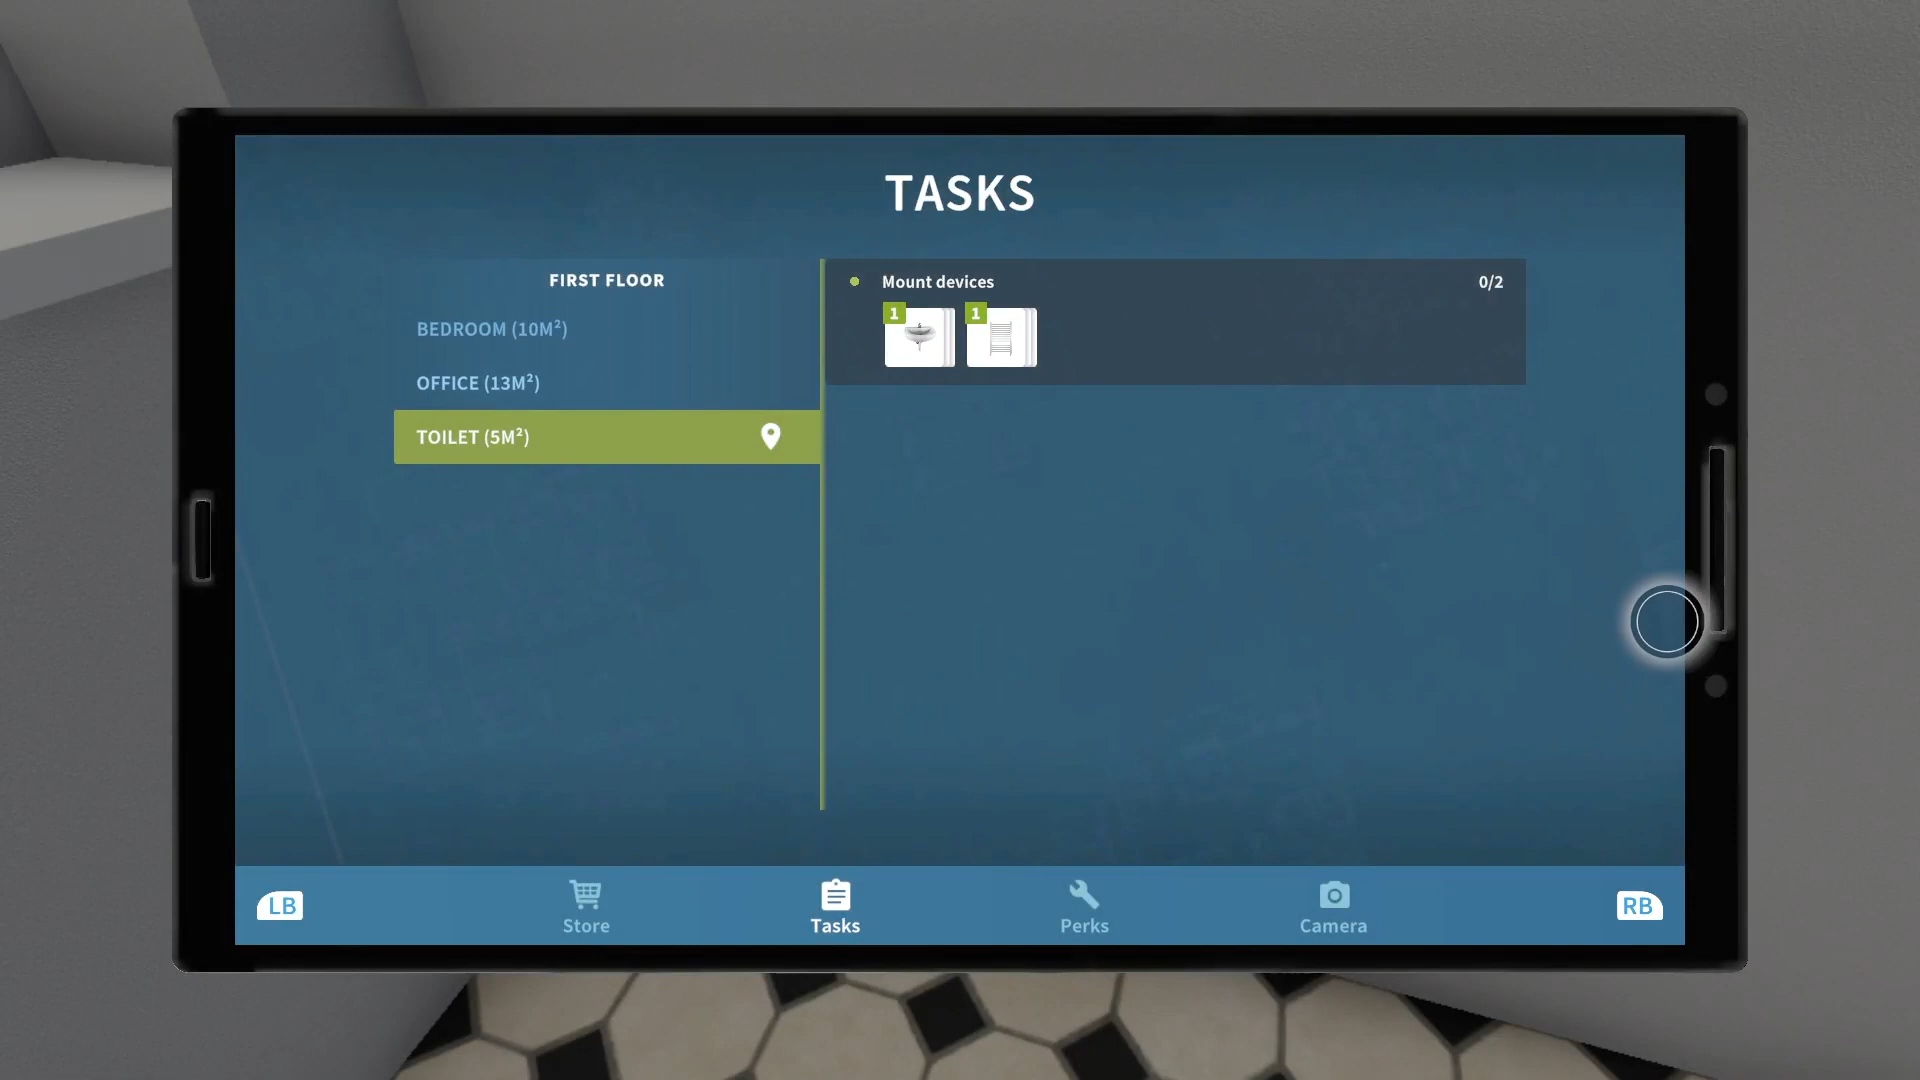 TASKS
FIRST FLOOR
BEDROOM (10M²)
OFFICE (13M²)
TOILET (5M²)
Mount devices 0/2
1 1
LB
Store
Tasks
Perks
Camera
RB